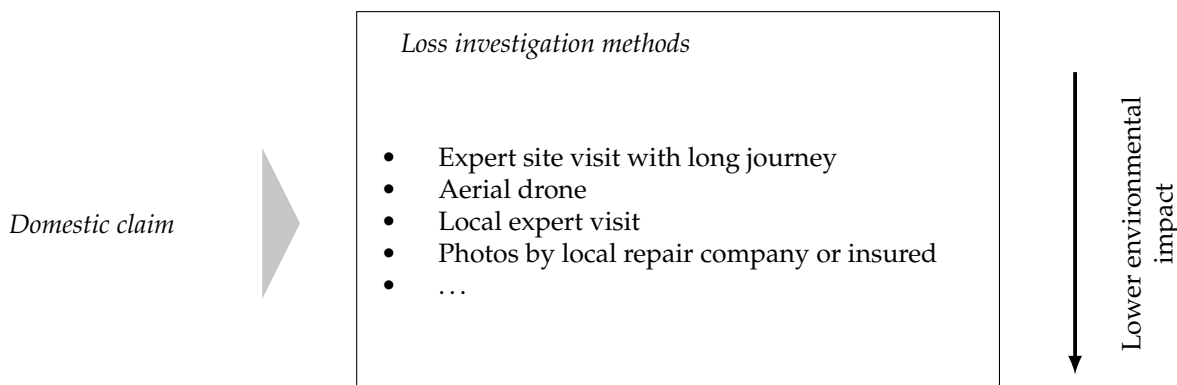 Loss investigation methods
• Expert site visit with long journey
• Aerial drone
• Local expert visit
• Photos by local repair company or insured
• ...
Domestic claim
Lower environmental
impact